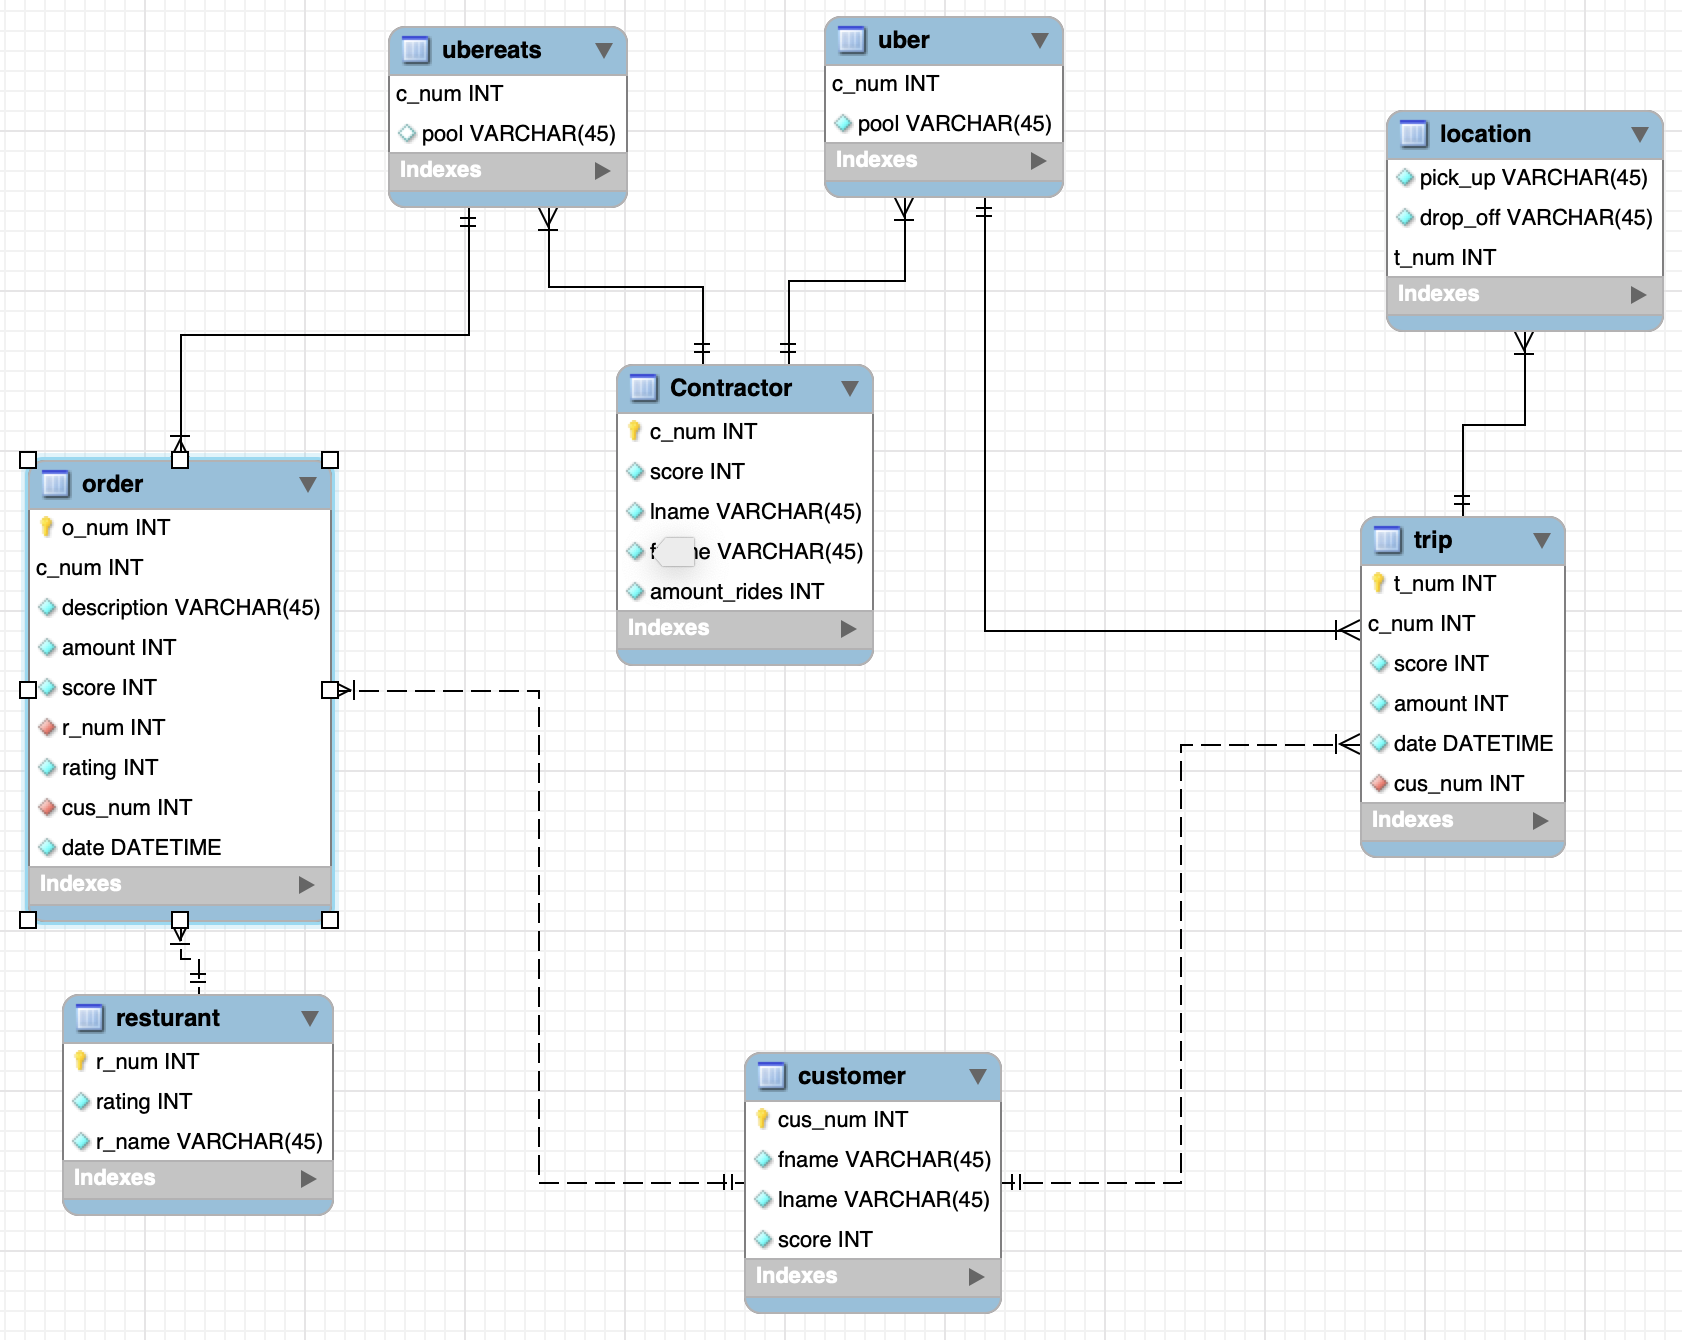 ubereats
c_num INT
pool VARCHAR(45)
Indexes
uber
c_num INT
pool VARCHAR(45)
Indexes
location
pick_up VARCHAR(45)
drop_off VARCHAR(45)
t_num INT
Indexes
Contractor
c_num INT
score INT
lname VARCHAR(45)
VARCHAR(45)
amount_rides INT
Indexes
order
o_num INT
c_num INT
description VARCHAR(45)
amount INT
score INT
r_num INT
rating INT
cus_num INT
date DATETIME
Indexes
trip
t_num INT
c_num INT
score INT
amount INT
date DATETIME
cus_num INT
Indexes
resturant
r_num INT
rating INT
r_name VARCHAR(45)
Indexes
customer
cus_num INT
fname VARCHAR(45)
lname VARCHAR(45)
score INT
Indexes